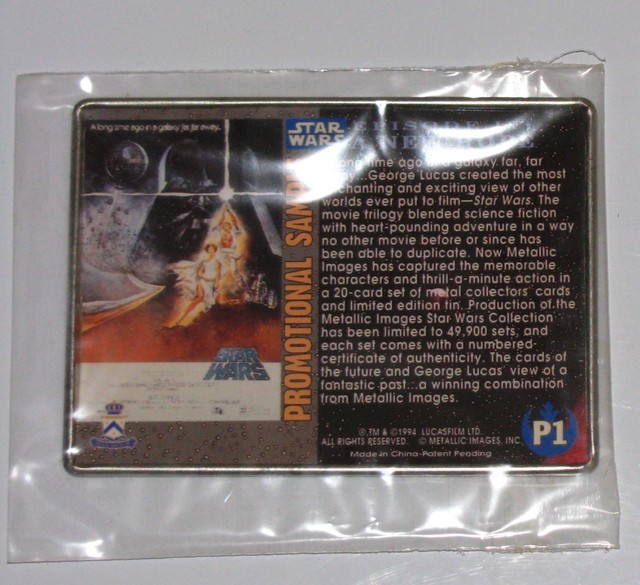 A long time ago in a galaxy far, far away...
STAR
WARS
PROMOTIONAL SAMPLE
STAR
WARS
EPISODE IV
A NEW HOPE
long time ago in a galaxy far, far
away...George Lucas created the most
enchanting and exciting view of other
worlds ever put to film—Star Wars. The
movie trilogy blended science fiction
with heart-pounding adventure in a way
no other movie before or since has
been able to duplicate. Now Metallic
Images has captured the memorable
characters and thrill-a-minute action in
a 20-card set of metal collectors' cards
and limited edition tin. Production of the
Metallic Images Star Wars Collection
has been limited to 49,900 sets, and
each set comes with a numbered
certificate of authenticity. The cards of
the future and George Lucas' view of a
fantastic past...a winning combination
from Metallic Images.
®,TM & ©1994 LUCASFILM LTD.
ALL RIGHTS RESERVED. © METALLIC IMAGES, INC.
Made in China-Patent Pending
P1